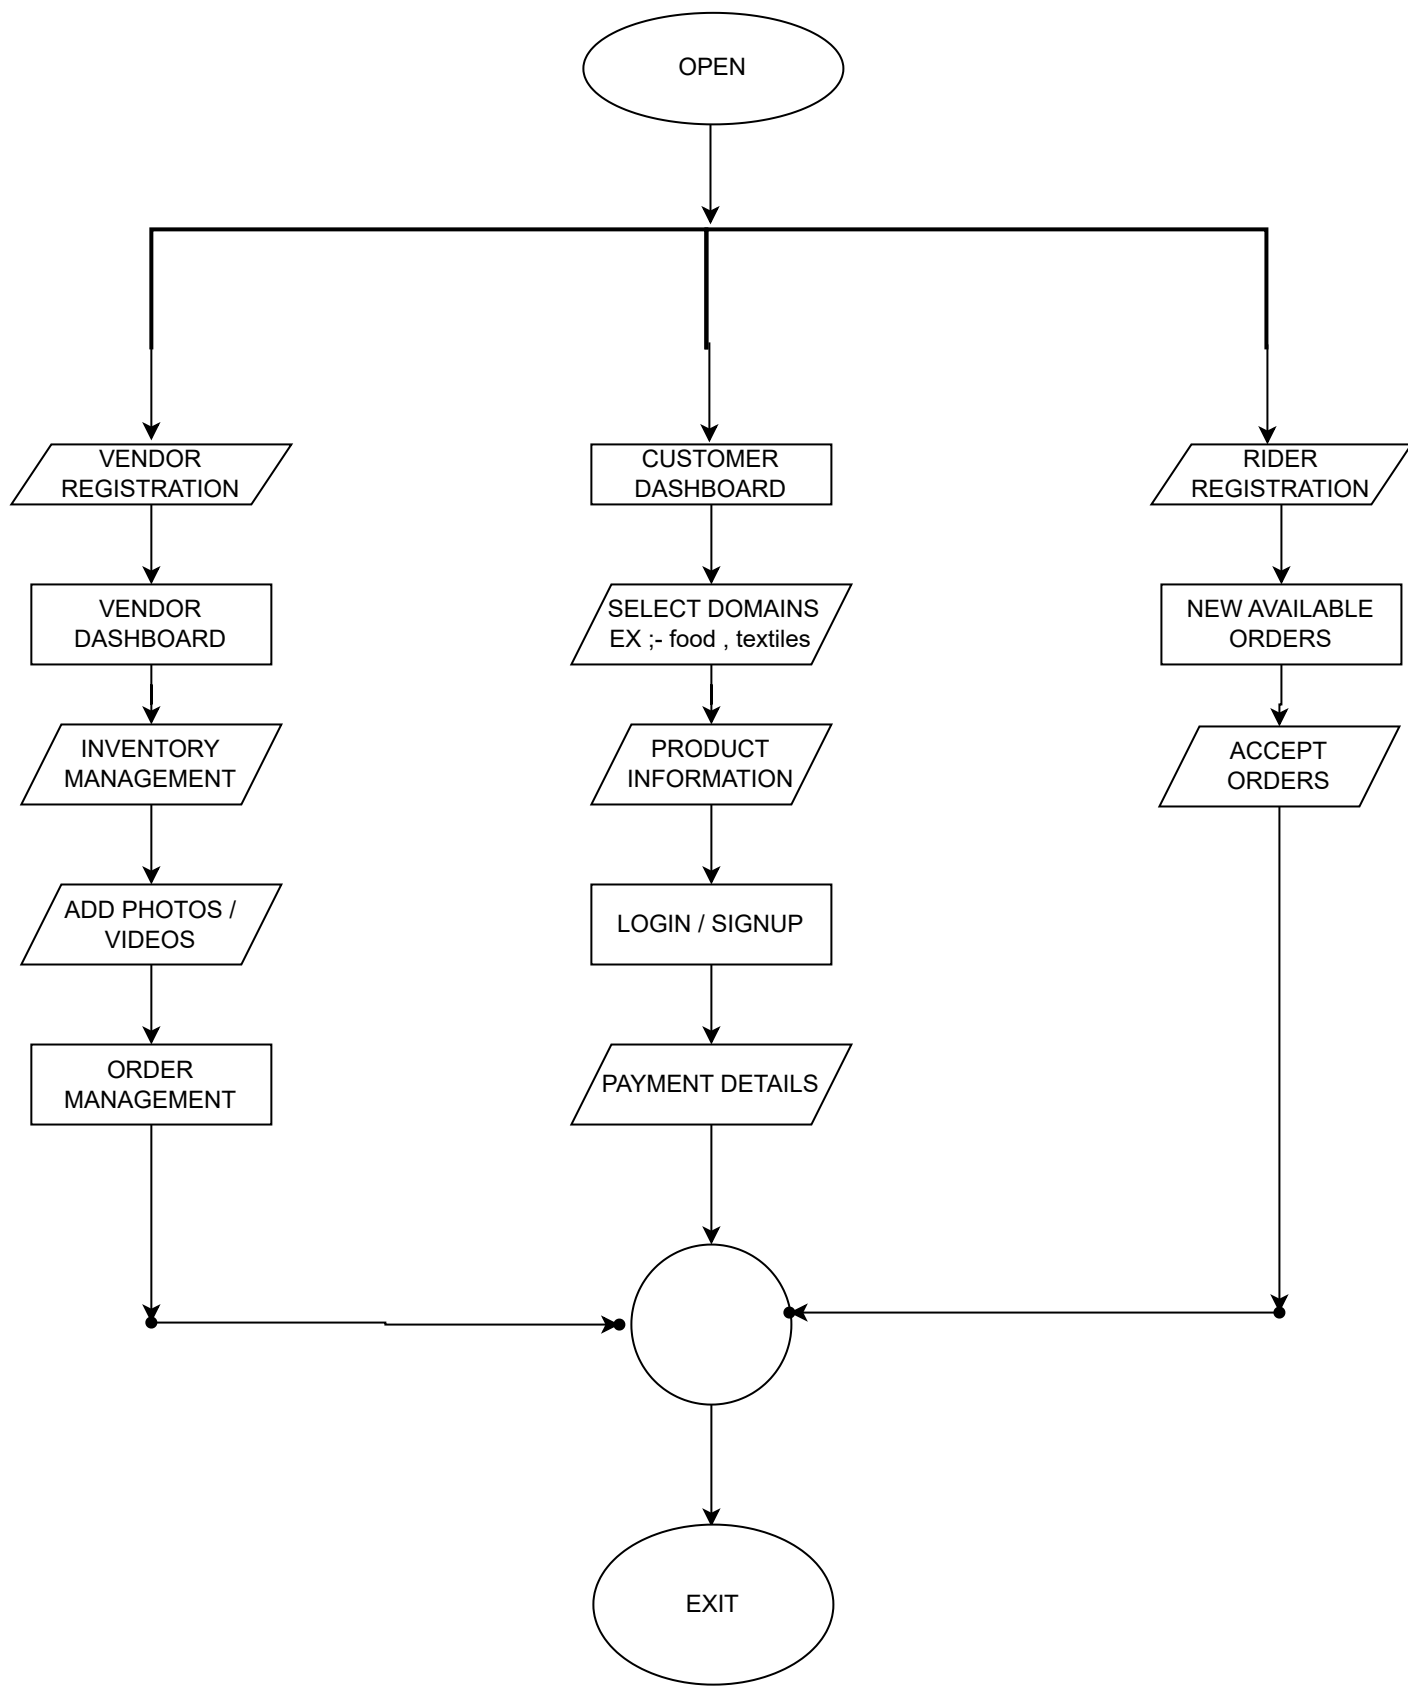 OPEN
VENDOR
REGISTRATION
VENDOR
DASHBOARD
INVENTORY
MANAGEMENT
ADD PHOTOS /
VIDEOS
ORDER
MANAGEMENT
CUSTOMER
DASHBOARD
SELECT DOMAINS
EX ;- food , textiles
PRODUCT
INFORMATION
LOGIN / SIGNUP
PAYMENT DETAILS
RIDER
REGISTRATION
NEW AVAILABLE
ORDERS
ACCEPT
ORDERS
EXIT